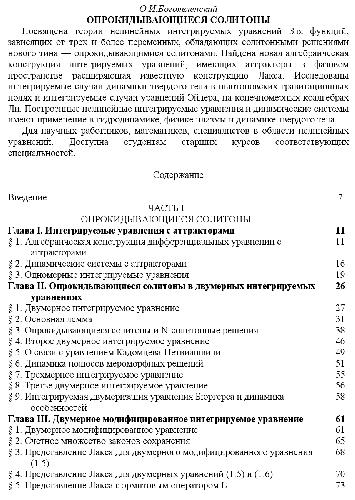 О.И.Богоявленский
ОПРОКИДЫВАЮЩИЕСЯ СОЛИТОНЫ
Посвящена теории нелинейных интегрируемых уравнений для функций,
зависящих от трех и более переменных, обладающих солитонными решениями
нового типа — опрокидывающимися солитонами. Найдена новая алгебраическая
конструкция интегрируемых уравнений, имеющих аттракторы в фазовом
пространстве расширяющая известную конструкцию Лакса. Исследованы
интегрируемые случаи динамики твердого тела в ньютоновских гравитационных
полях и интегрируемые случаи уравнений Эйлера, на конечномерных коалгебрах
Ли. Построенные нелинейные интегрируемые уравнения и динамические системы
имеют применение в гидродинамике, физике плазмы и динамике твердого тела.
Для научных работников, математиков, специалистов в области нелинейных
уравнений. Доступна студентам старших курсов соответствующих
специальностей.
Содержание
Введение 7
ЧАСТЬ I
ОПРОКИДЫВАЮЩИЕСЯ СОЛИТОНЫ
Глава I. Интегрируемые уравнения с аттракторами 11
§ 1. Алгебраическая конструкция дифференциальных уравнений с 11
аттракторами
§ 2. Динамические системы с аттракторами 16
§ 3. Одномерные интегрируемые уравнения 19
Глава II. Опрокидывающиеся солитоны в двумерных интегрируемых 26
уравнениях
§ 1. Двумерное интегрируемое уравнение 27
§ 2. Основная лемма 31
§ 3. Опрокидывающиеся солитоны и N-солитонные решения 38
§ 4. Второе двумерное интегрируемое уравнение 46
§ 5. О связи с уравнением Кадомцева-Петвиашвили 49
§ 6. Динамика полюсов мероморфных решений 51
§ 7. Трехмерное интегрируемое уравнение 55
§ 8. Третье двумерное интегрируемое уравнение 56
§ 9. Интегрируемая двумеризация уравнения Бюргерса и динамика 58
особенностей
Глава III. Двумерное модифицированное интегрируемое уравнение 61
§ 1. Двумерное модифицированное уравнение 61
§ 2. Счетное множество законов сохранения 65
§ 3. Представление Лакса для двумерного модифицированного уравнения 68
(1.5)
§ 4. Представление Лакса для двумерных уравнений (1.5) и (1.6) 70
§ 5. Представление Лакса с эрмитовым оператором L 73